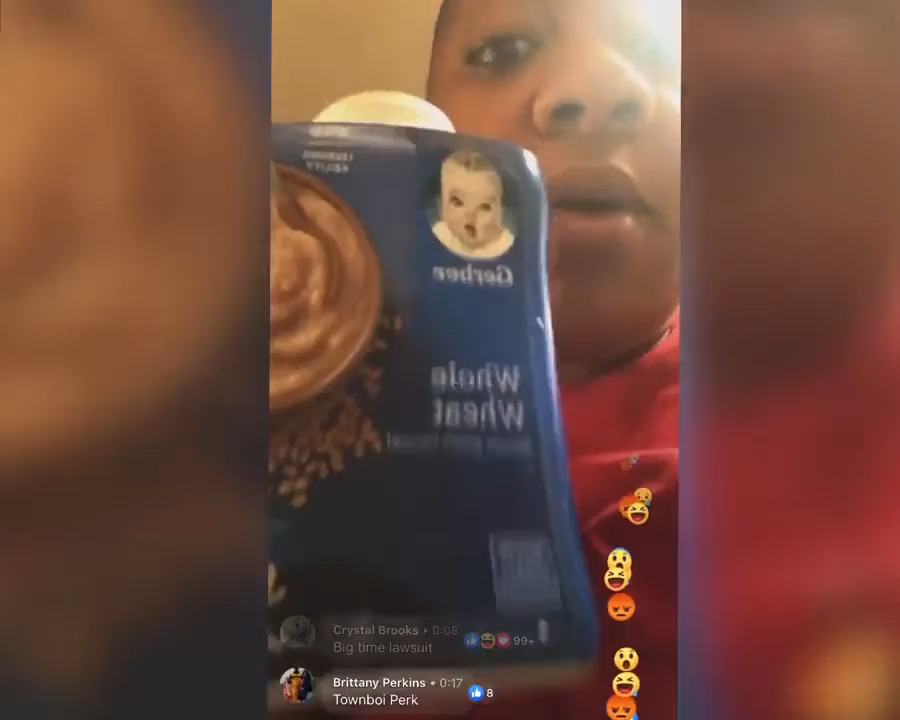 Gerber
Whole
Wheat
Crystal Brooks • 0:08
99+
Big time lawsuit
Brittany Perkins • 0:17
8
Townboi Perk